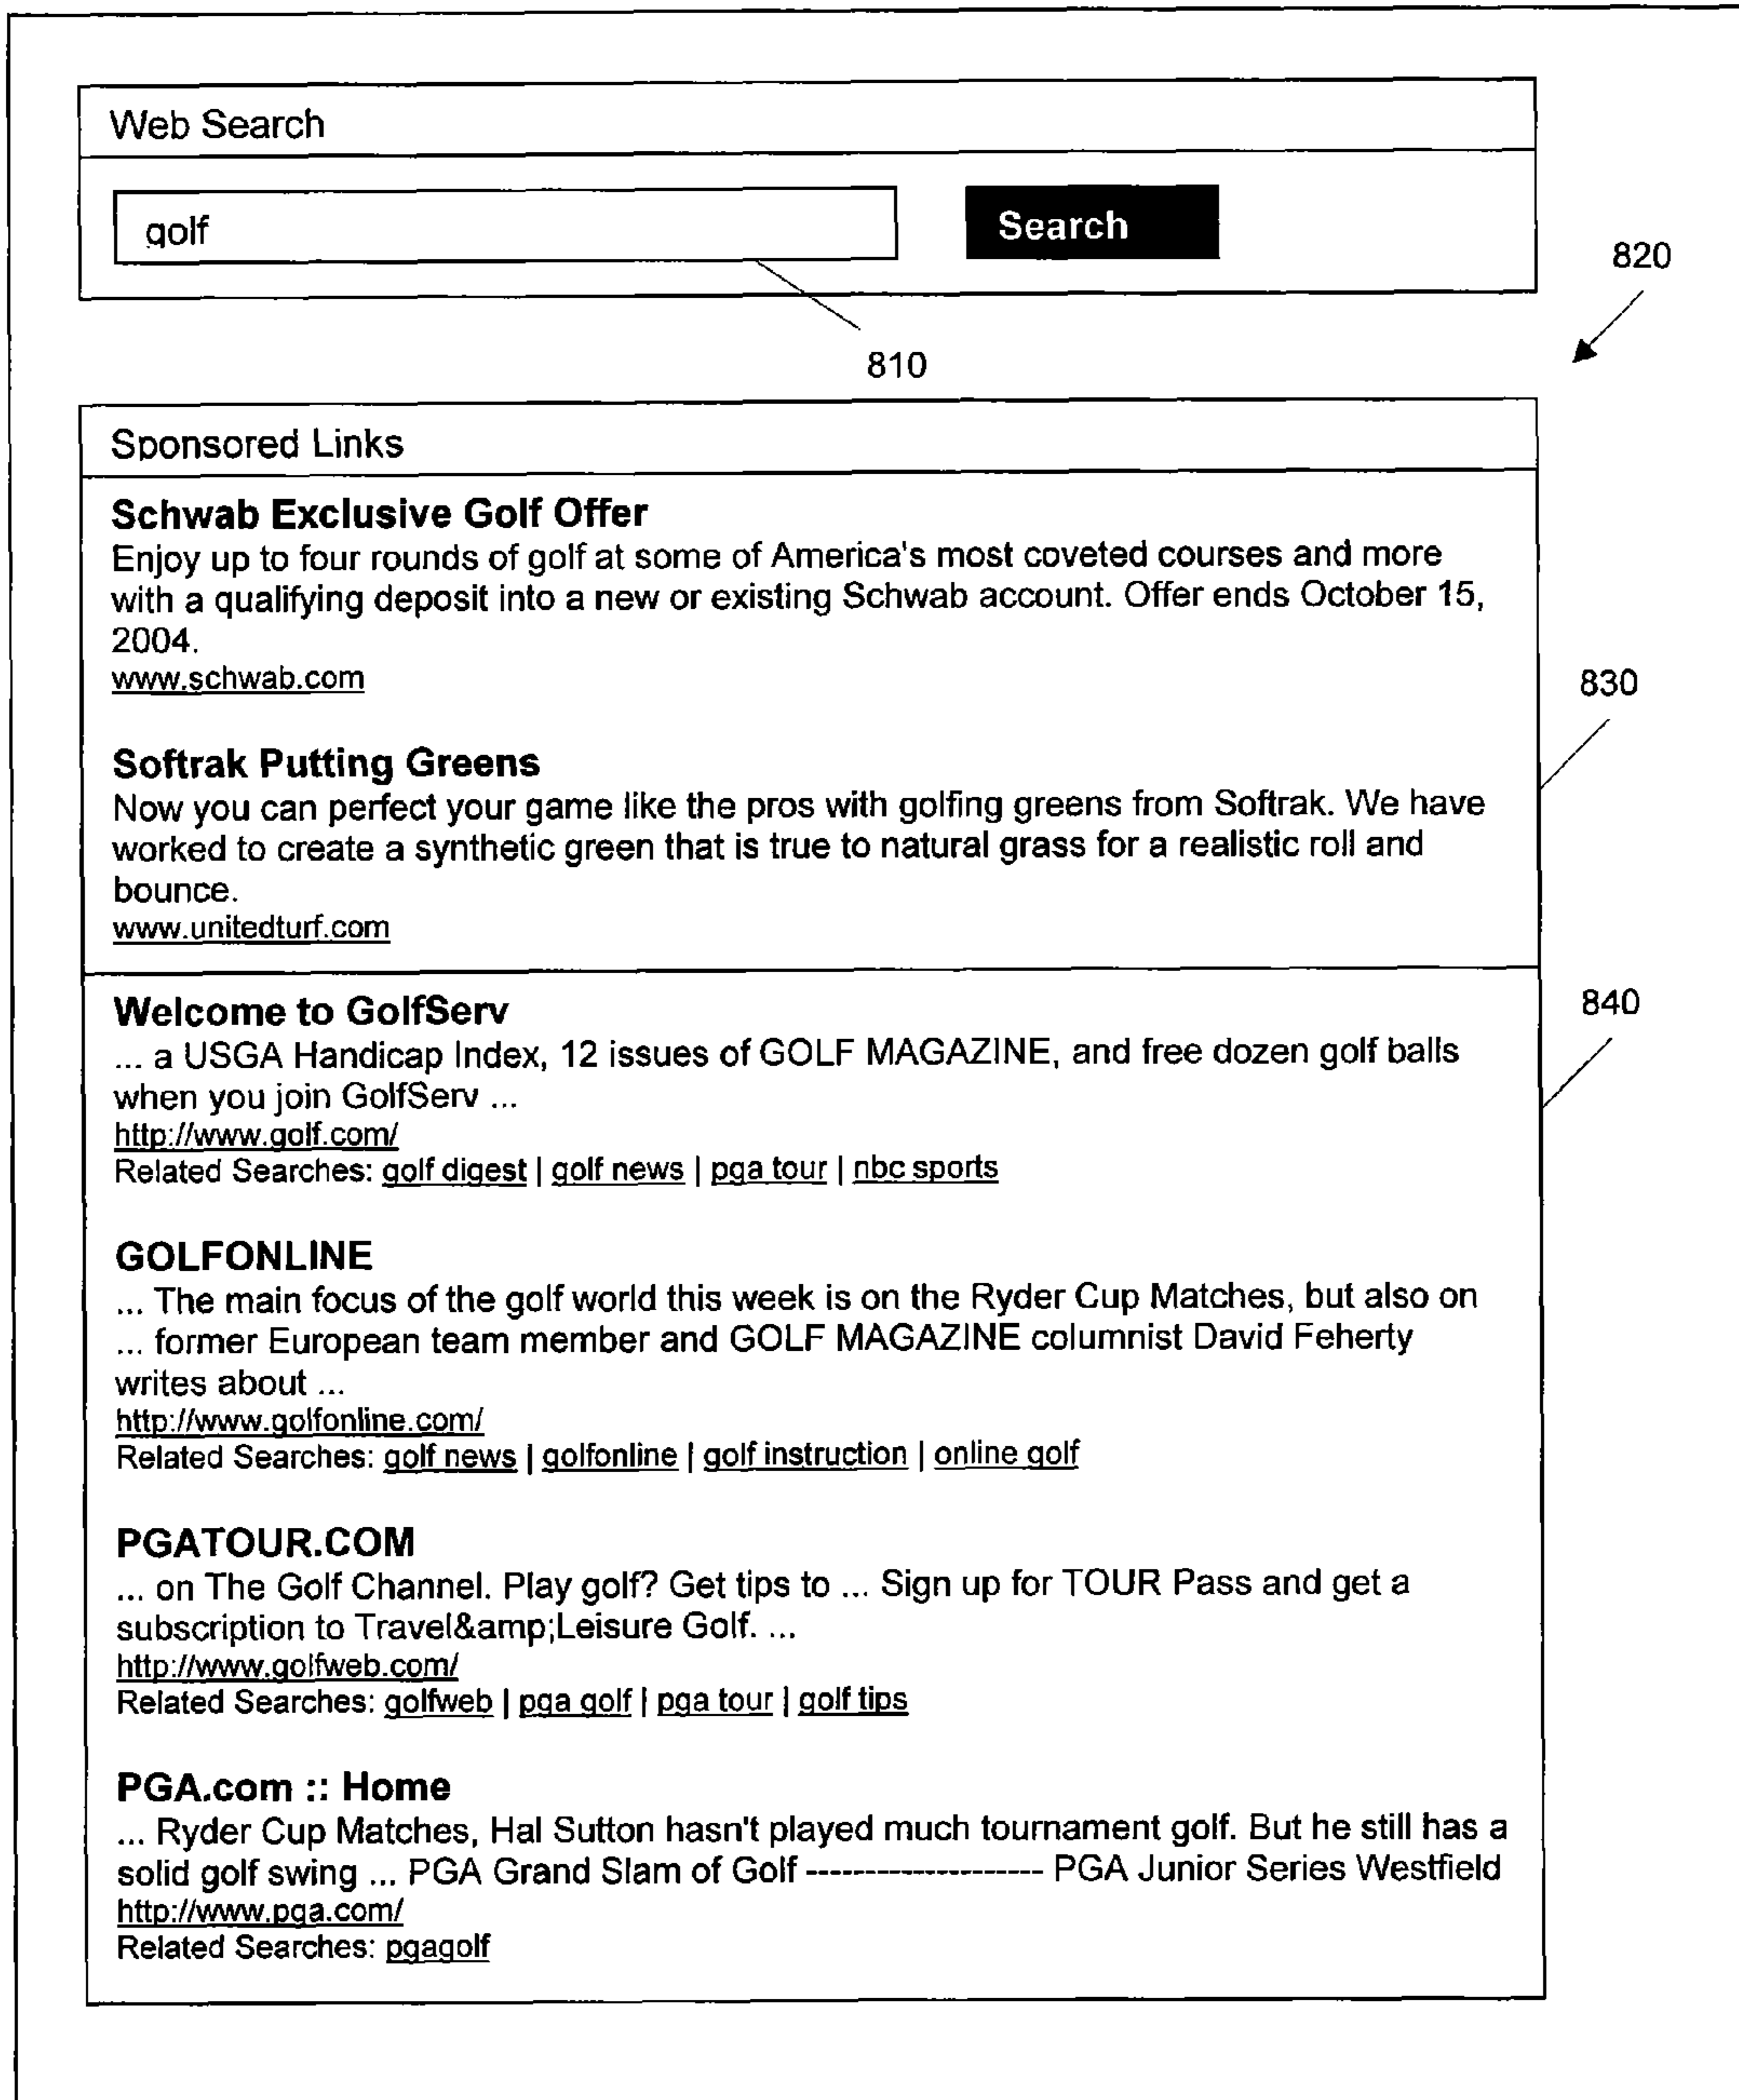 Web Search
golf
Search
820
810
Sponsored Links
Schwab Exclusive Golf Offer
Enjoy up to four rounds of golf at some of America's most coveted courses and more
with a qualifying deposit into a new or existing Schwab account. Offer ends October 15,
2004.
www.schwab.com
830
Softrak Putting Greens
Now you can perfect your game like the pros with golfing greens from Softrak. We have
worked to create a synthetic green that is true to natural grass for a realistic roll and
bounce.
www.unitedturf.com
840
Welcome to GolfServ
... a USGA Handicap Index, 12 issues of GOLF MAGAZINE, and free dozen golf balls
when you join GolfServ ...
http://www.golf.com/
Related Searches: golf digest | golf news | pga tour | nbc sports
GOLFONLINE
... The main focus of the golf world this week is on the Ryder Cup Matches, but also on
... former European team member and GOLF MAGAZINE columnist David Feherty
writes about ...
http://www.golfonline.com/
Related Searches: golf news | golfonline | golf instruction | online golf
PGATOUR.COM
... on The Golf Channel. Play golf? Get tips to ... Sign up for TOUR Pass and get a
subscription to Travel&amp;Leisure Golf. ...
http://www.golfweb.com/
Related Searches: golfweb | pga golf | pga tour | golf tips
PGA.com :: Home
... Ryder Cup Matches, Hal Sutton hasn't played much tournament golf. But he still has a
solid golf swing ... PGA Grand Slam of Golf -------------------- PGA Junior Series Westfield
http://www.pga.com/
Related Searches: pgagolf